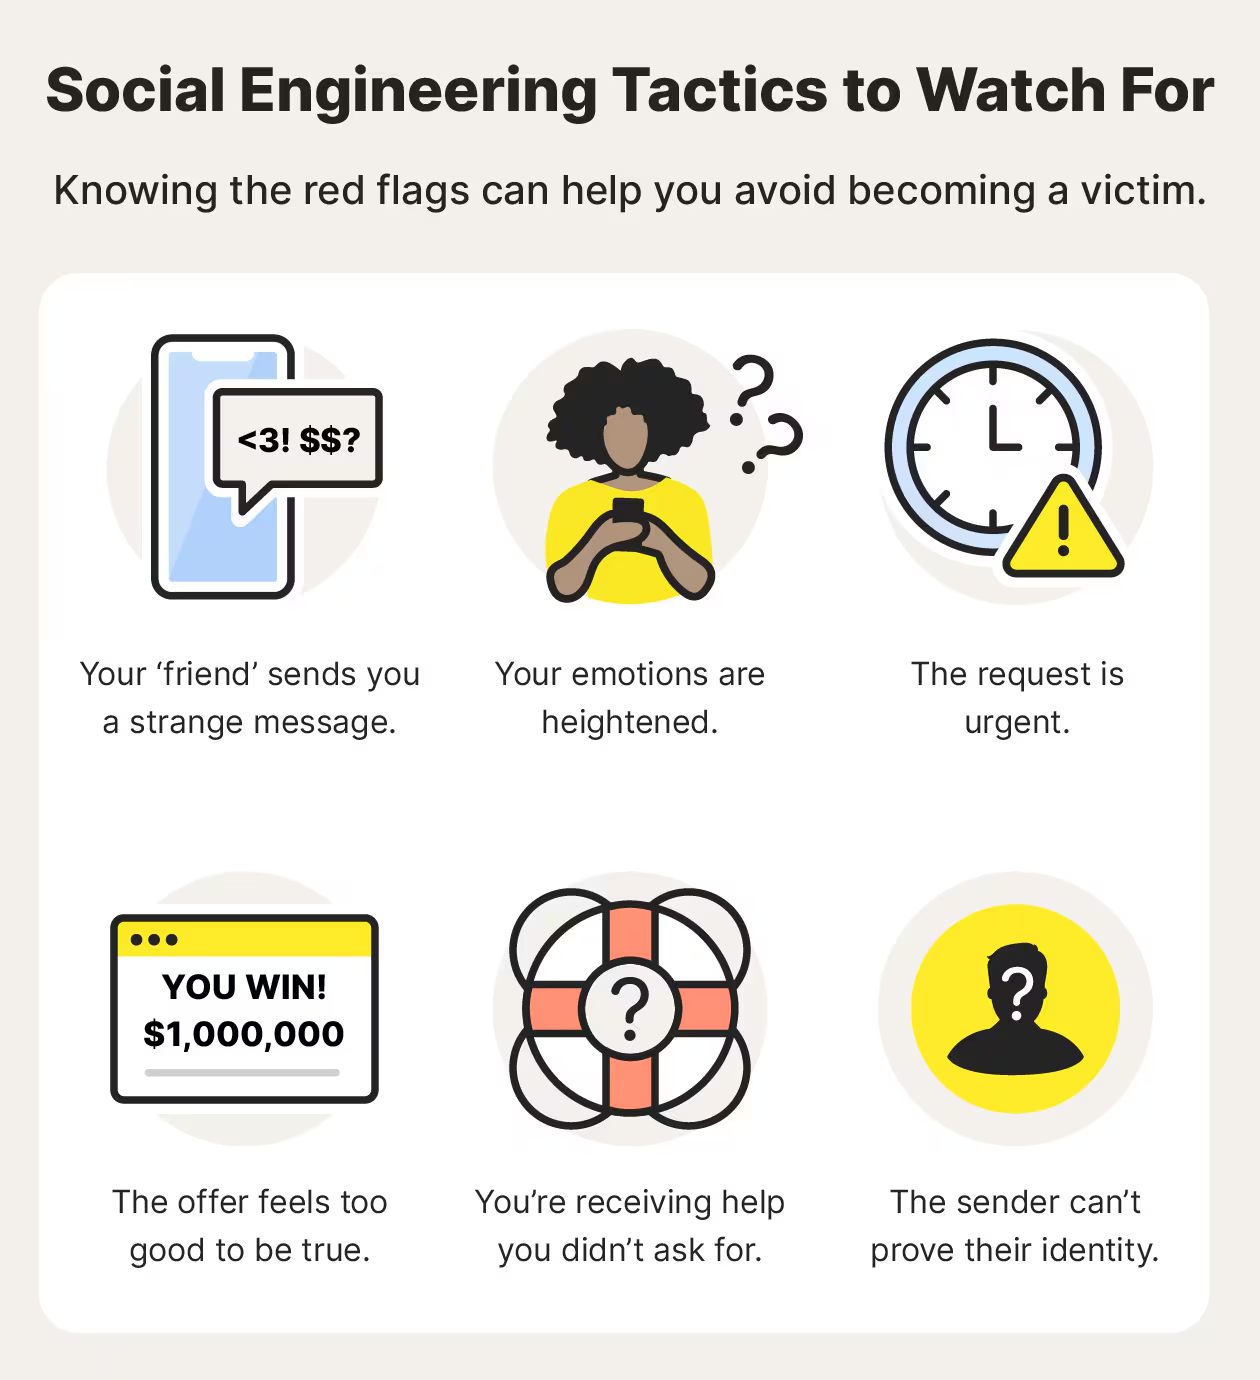 Social Engineering Tactics to Watch For
Knowing the red flags can help you avoid becoming a victim.
<3! $$?
Your ‘friend’ sends you
a strange message.
Your emotions are
heightened.
The request is
urgent.
YOU WIN!
$1,000,000
The offer feels too
good to be true.
You’re receiving help
you didn’t ask for.
The sender can’t
prove their identity.